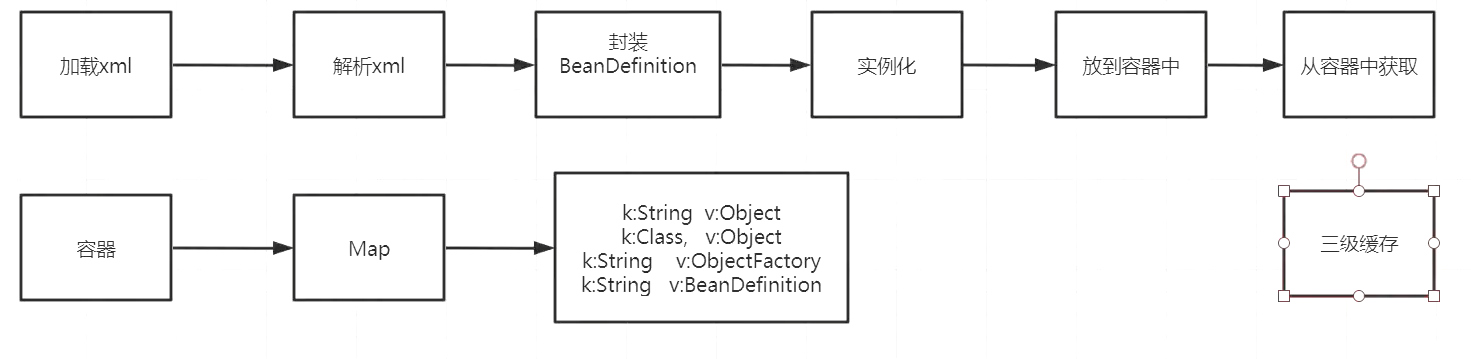 加载xml
解析xml
封装
BeanDefinition
实例化
放到容器中
从容器中获取
容器
Map
k:String v:Object
k:Class, v:Object
k:String v:ObjectFactory
k:String v:BeanDefinition
三级缓存